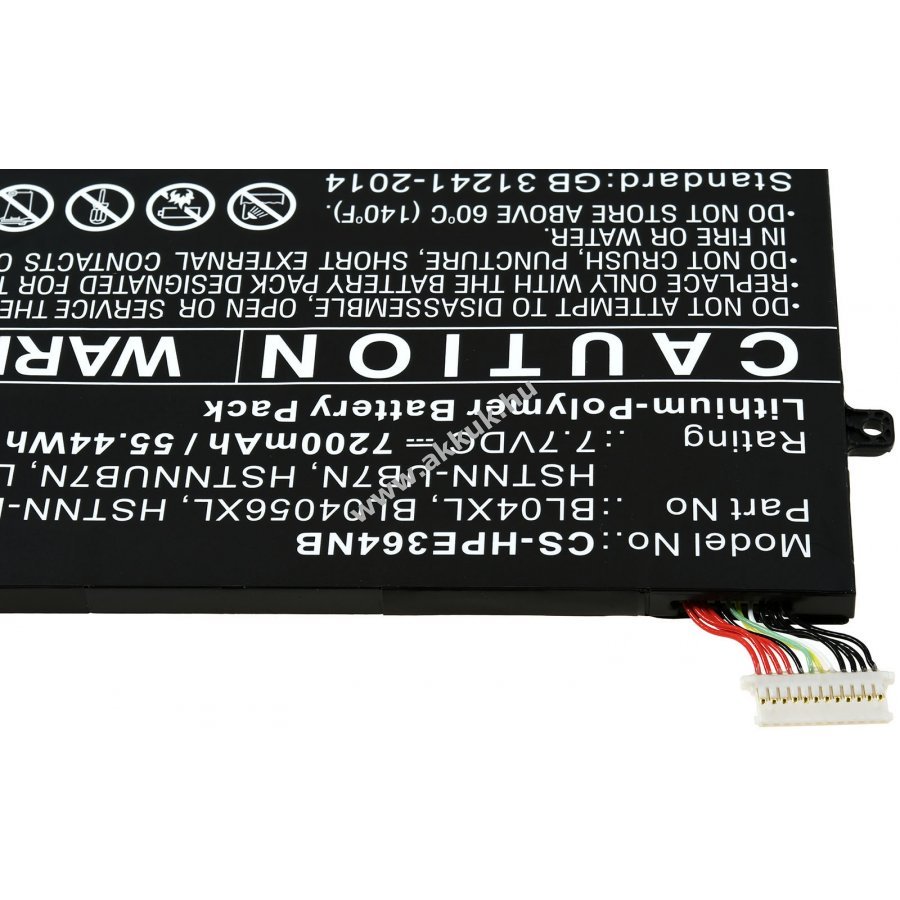 Model No.:CS-HPE364NB
Part No.:BL04XL, BL04056XL, HSTNN-
HSTNN- HSTNNUB7N,
Rating :7.7VDC 7200mAh / 55.44Wh
Lithium-Polymer Battery Pack
CAUTION
•DO NOT ATTEMPT TO DISASSEMBLE, OPEN OR SERVICE THE
•REPLACE ONLY WITH THE BATTERY PACK DESIGNATED FOR
•DO NOT CRUSH, PUNCTURE, SHORT, EXTERNAL CONTACTS
IN FIRE OR WATER.
•DO NOT STORE ABOVE 60°C (140°F).
Standard:GB 31241-2014
www.akkuk.hu